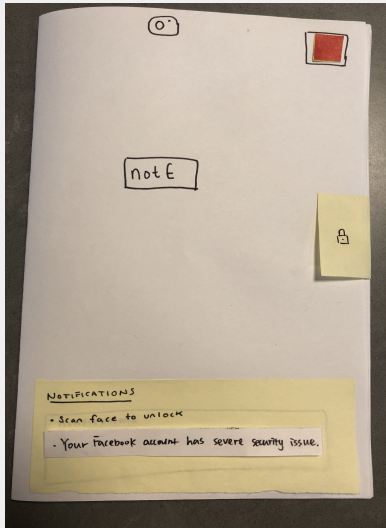 notE
NOTIFICATIONS
• Scan face to unlock
• Your Facebook account has severe security issue.